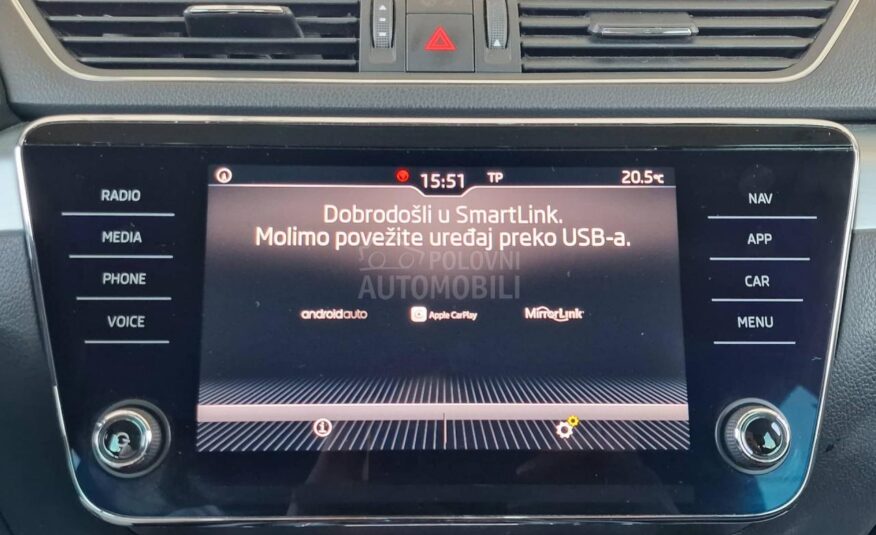 RADIO
MEDIA
PHONE
VOICE
15:51
TP
20.5°C
Dobrodošli u SmartLink.
Molimo povežite uređaj preko USB-a.
POLOVNI
AUTOMOBILI
androidauto
Apple CarPlay
MirrorLink
NAV
APP
CAR
MENU